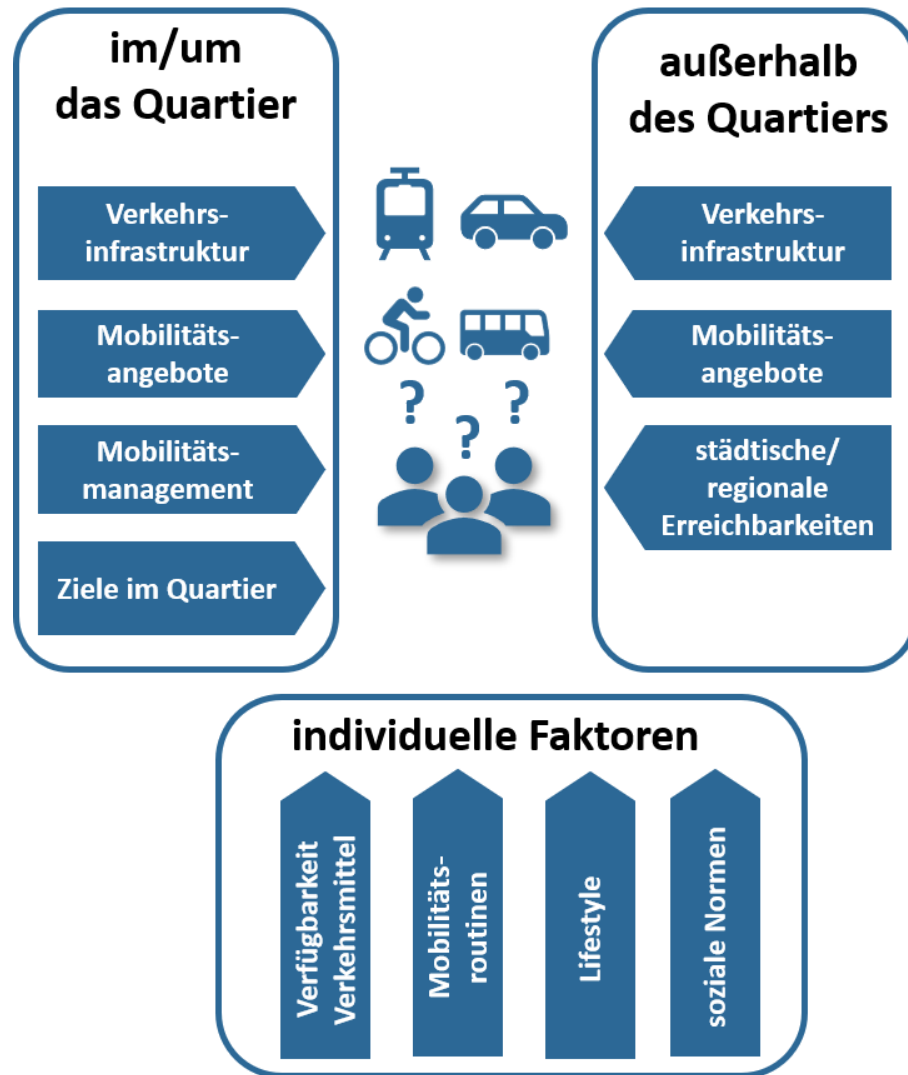 im/um
das Quartier
Verkehrs-
infrastruktur
Mobilitäts-
angebote
Mobilitäts-
management
Ziele im Quartier
?
?
?
außerhalb
des Quartiers
Verkehrs-
infrastruktur
Mobilitäts-
angebote
städtische/
regionale
Erreichbarkeiten
individuelle Faktoren
Verfügbarkeit
Verkehrsmittel
Mobilitäts-
routinen
Lifestyle
soziale Normen